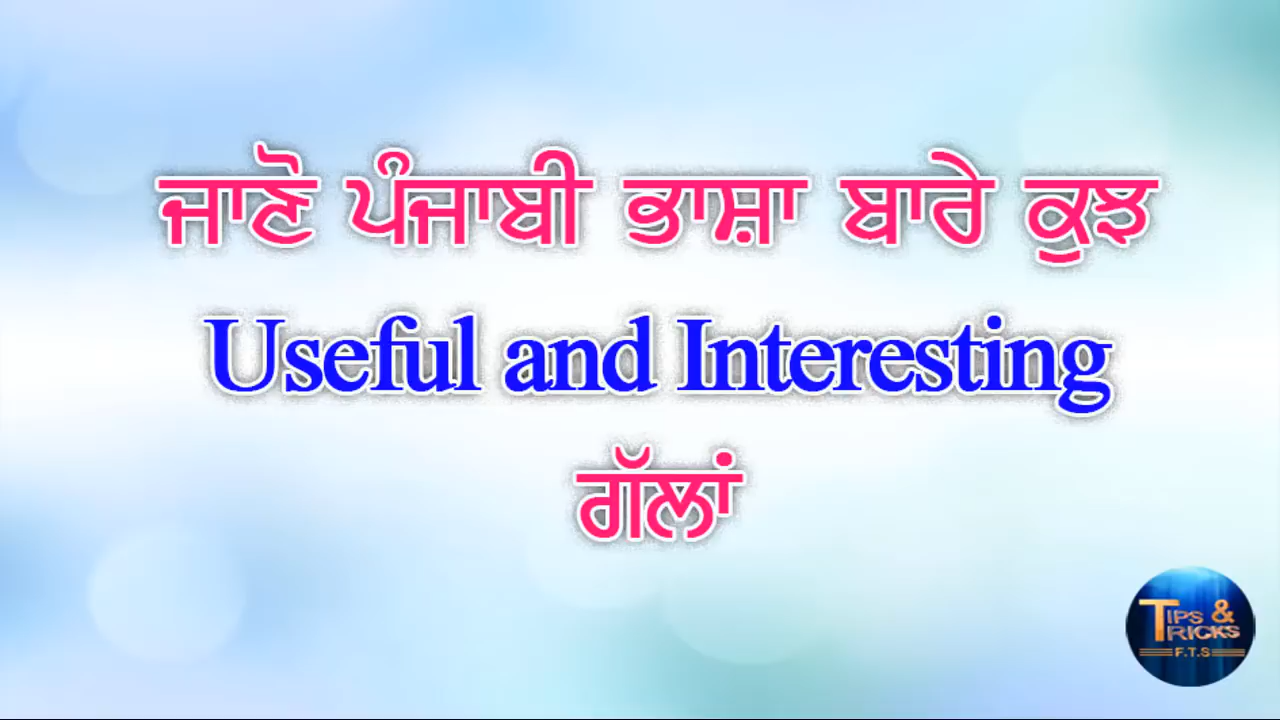 ਜਾਣੋ ਪੰਜਾਬੀ ਭਾਸ਼ਾ ਬਾਰੇ ਕੁਝ
Useful and Interesting
ਗੱਲਾਂ
TIPS &
TRICKS
F.T.S